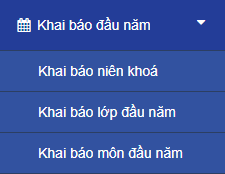 Khai báo đầu năm
Khai báo niên khoá
Khai báo lớp đầu năm
Khai báo môn đầu năm